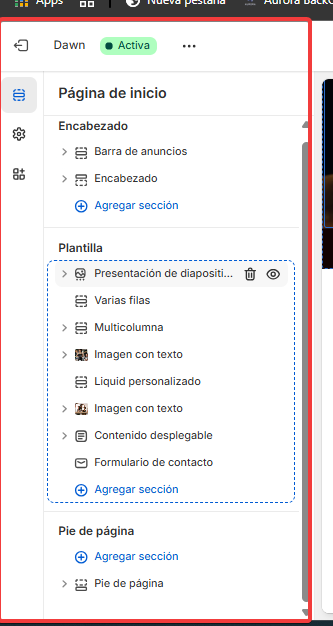 Apps
Nueva pestaña
Dawn
Activa
Página de inicio
Encabezado
Barra de anuncios
Encabezado
Agregar sección
Plantilla
Presentación de diapositi...
Varias filas
Multicolumna
Imagen con texto
Liquid personalizado
Imagen con texto
Contenido desplegable
Formulario de contacto
Agregar sección
Pie de página
Agregar sección
Pie de página